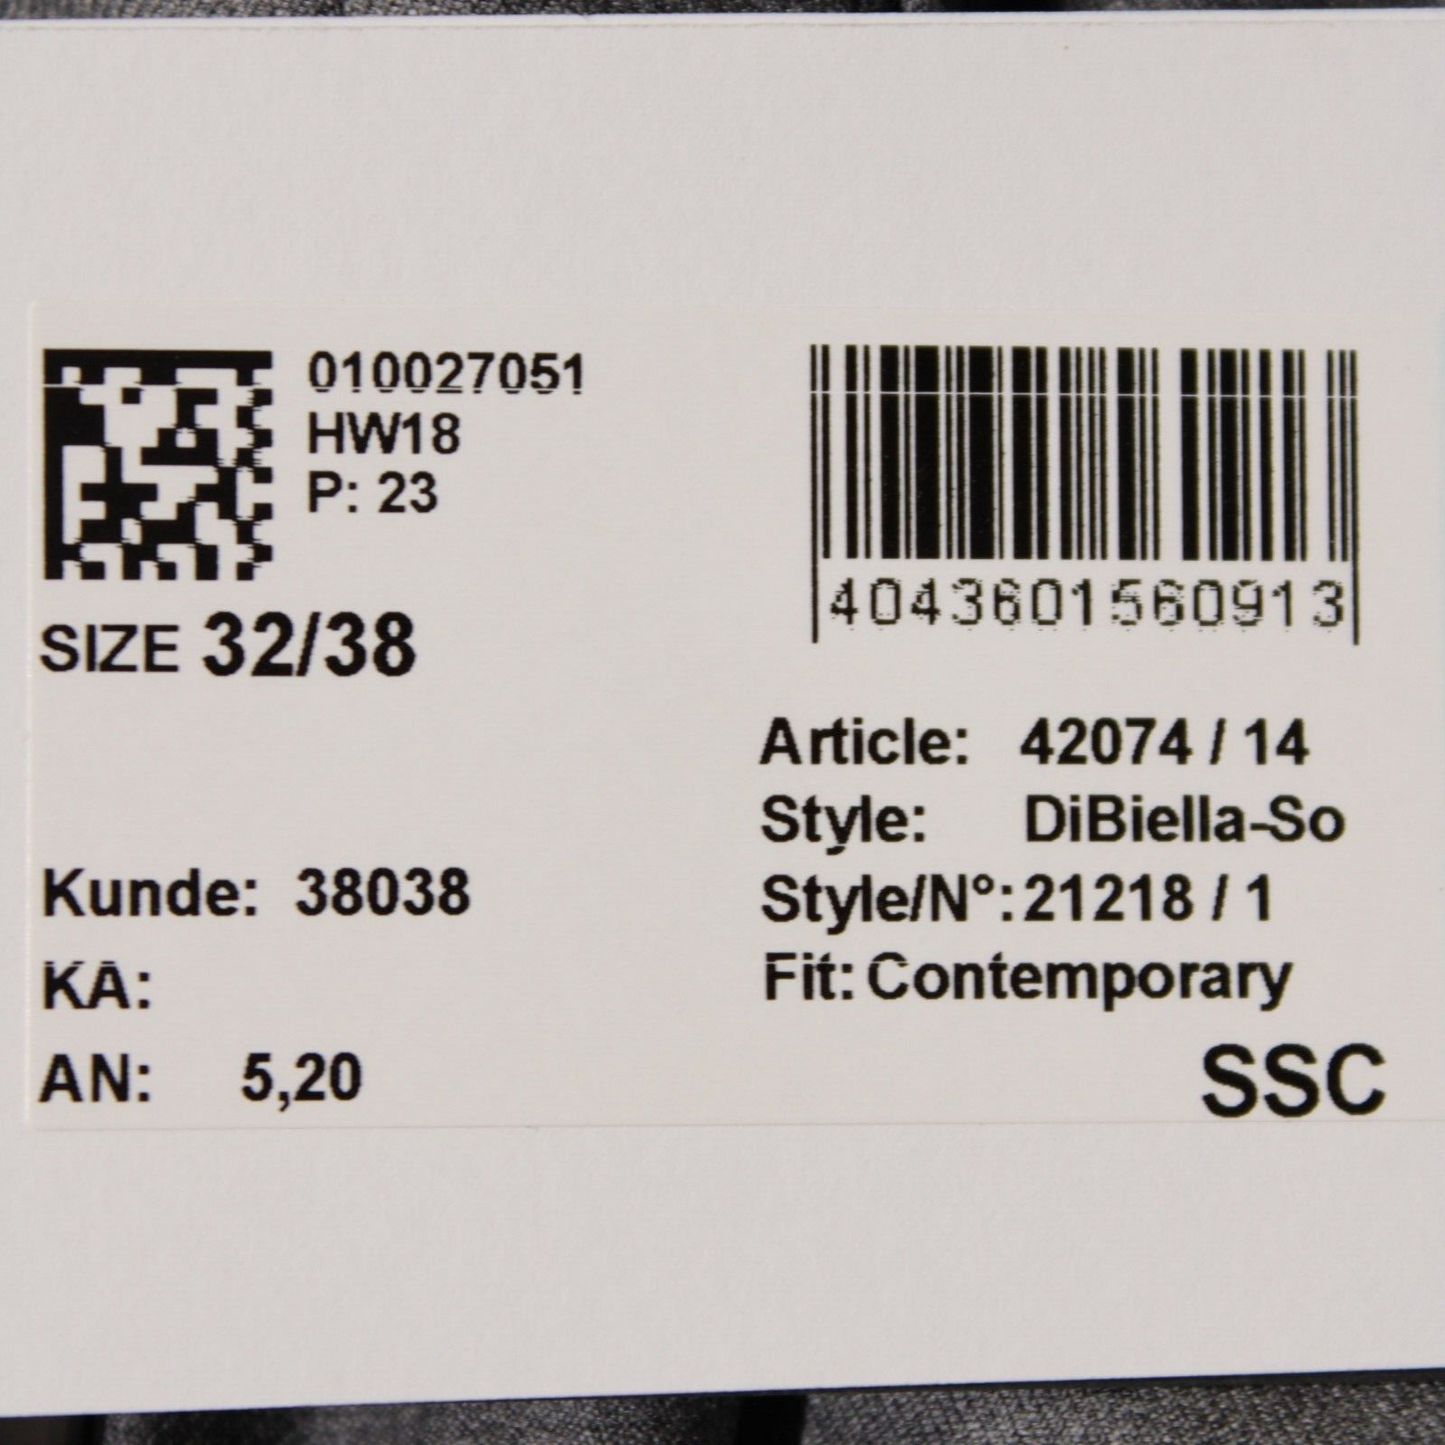 010027051
HW18
P: 23
SIZE 32/38
Kunde: 38038
KA:
AN: 5,20
4043601560913
Article: 42074 / 14
Style: DiBiella-So
Style/N°: 21218 / 1
Fit: Contemporary
SSC